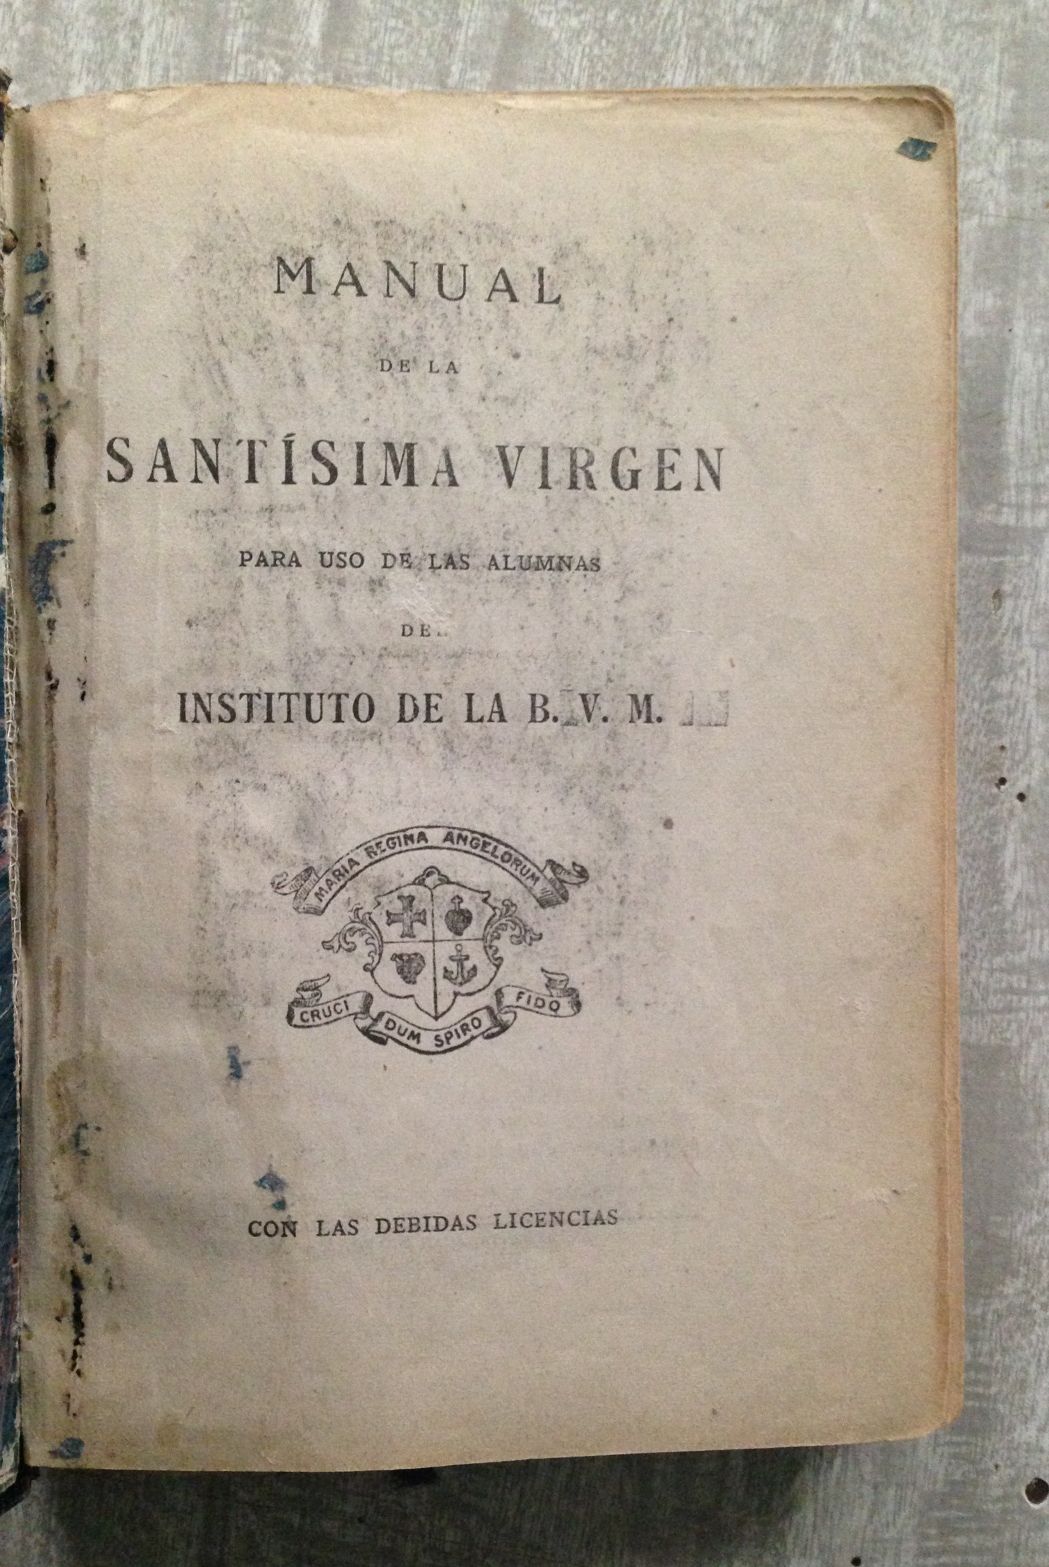 MANUAL
DE LA
SANTÍSIMA VIRGEN
PARA USO DE LAS ALUMNAS
DEL
INSTITUTO DE LA B. V. M.
MARIA REGINA ANGELORUM
CRUCI DUM SPIRO FIDO
CON LAS DEBIDAS LICENCIAS